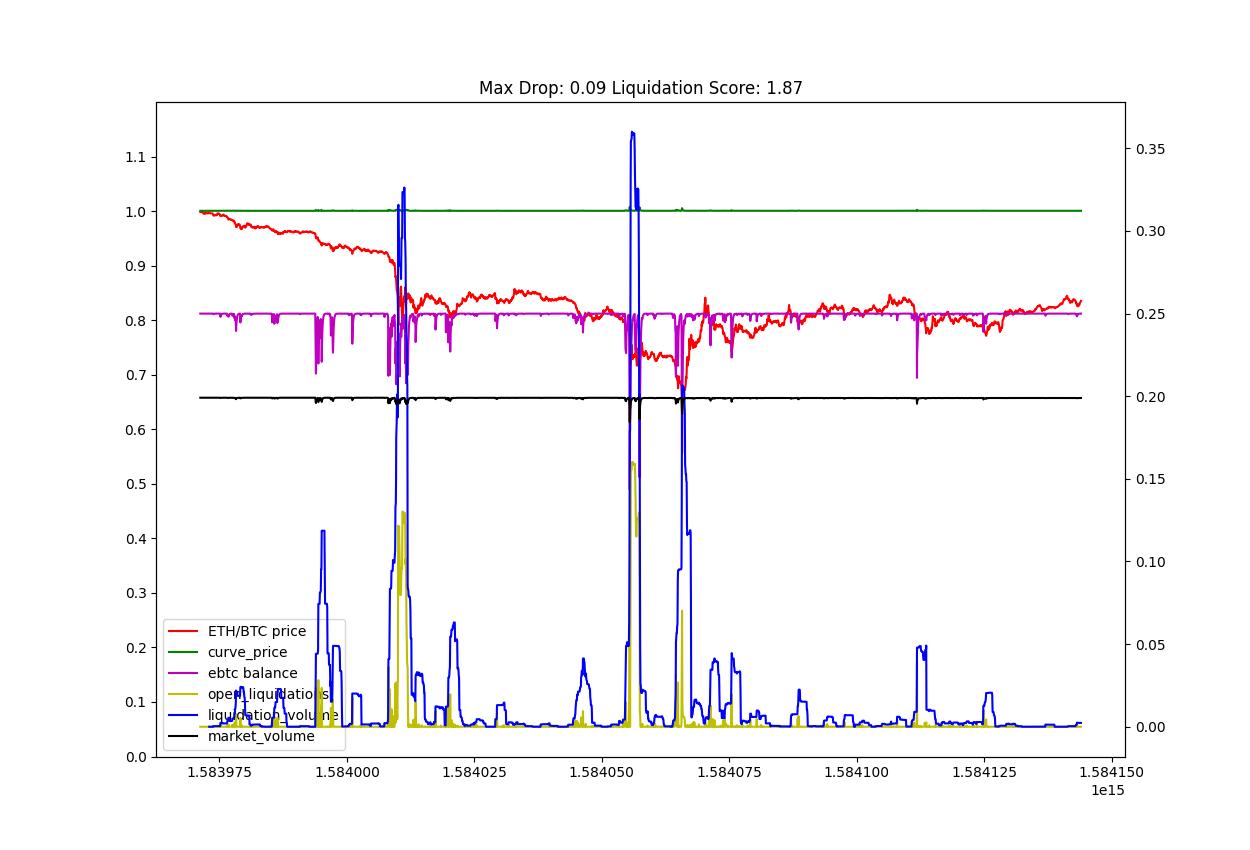 Max Drop: 0.09 Liquidation Score: 1.87
1.1
1.0
0.9
0.8
0.7
0.6
0.5
0.4
0.3
0.2
0.1
0.0
0.35
0.30
0.25
0.20
0.15
0.10
0.05
0.00
ETH/BTC price
curve_price
ebtc balance
open_liquidations
liquidation_volume
market_volume
1.583975 1.584000 1.584025 1.584050 1.584075 1.584100 1.584125 1.584150
1e15